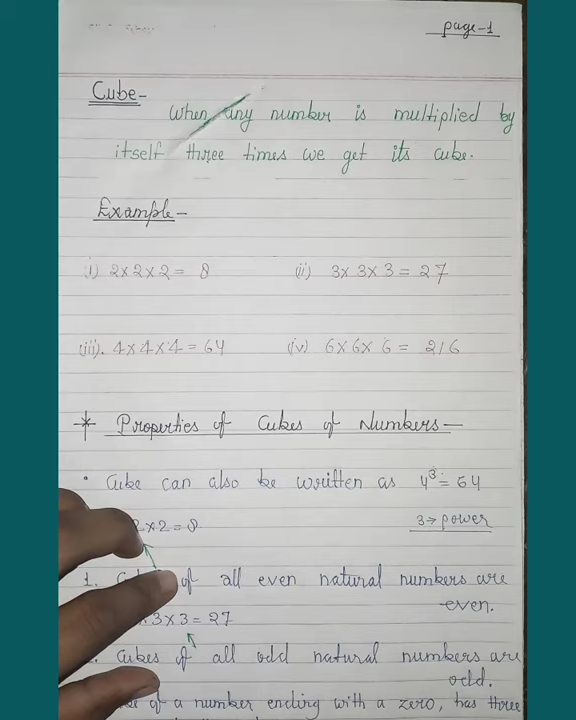 page-1
Cube-
When any number is multiplied by
itself three times we get its cube.
Example-
i) 2×2×2= 8 (ii) 3×3×3=27
(iii). 4×4×4=64 (iv) 6×6×6= 216
* Properties of Cubes of Numbers-
• Cube can also be written as 4³=64
2×2=8 3→power
1. of all even natural numbers are
even.
3×3=27
Cubes of all odd natural numbers are
odd.
of a number ending with a zero, has three